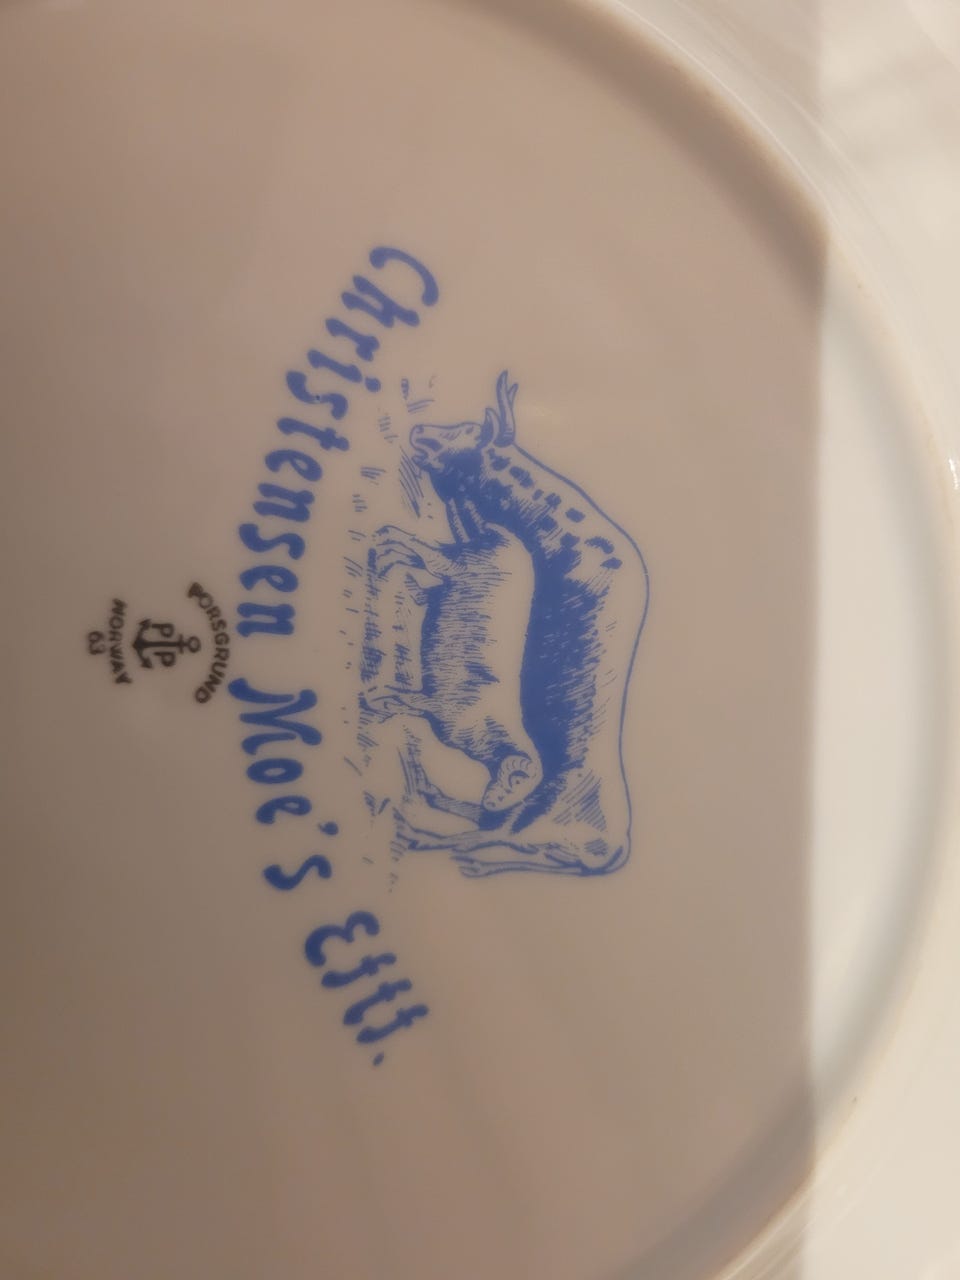 Christensen Moe's Eftf.
PORSGRUND
PP
NORWAY
63